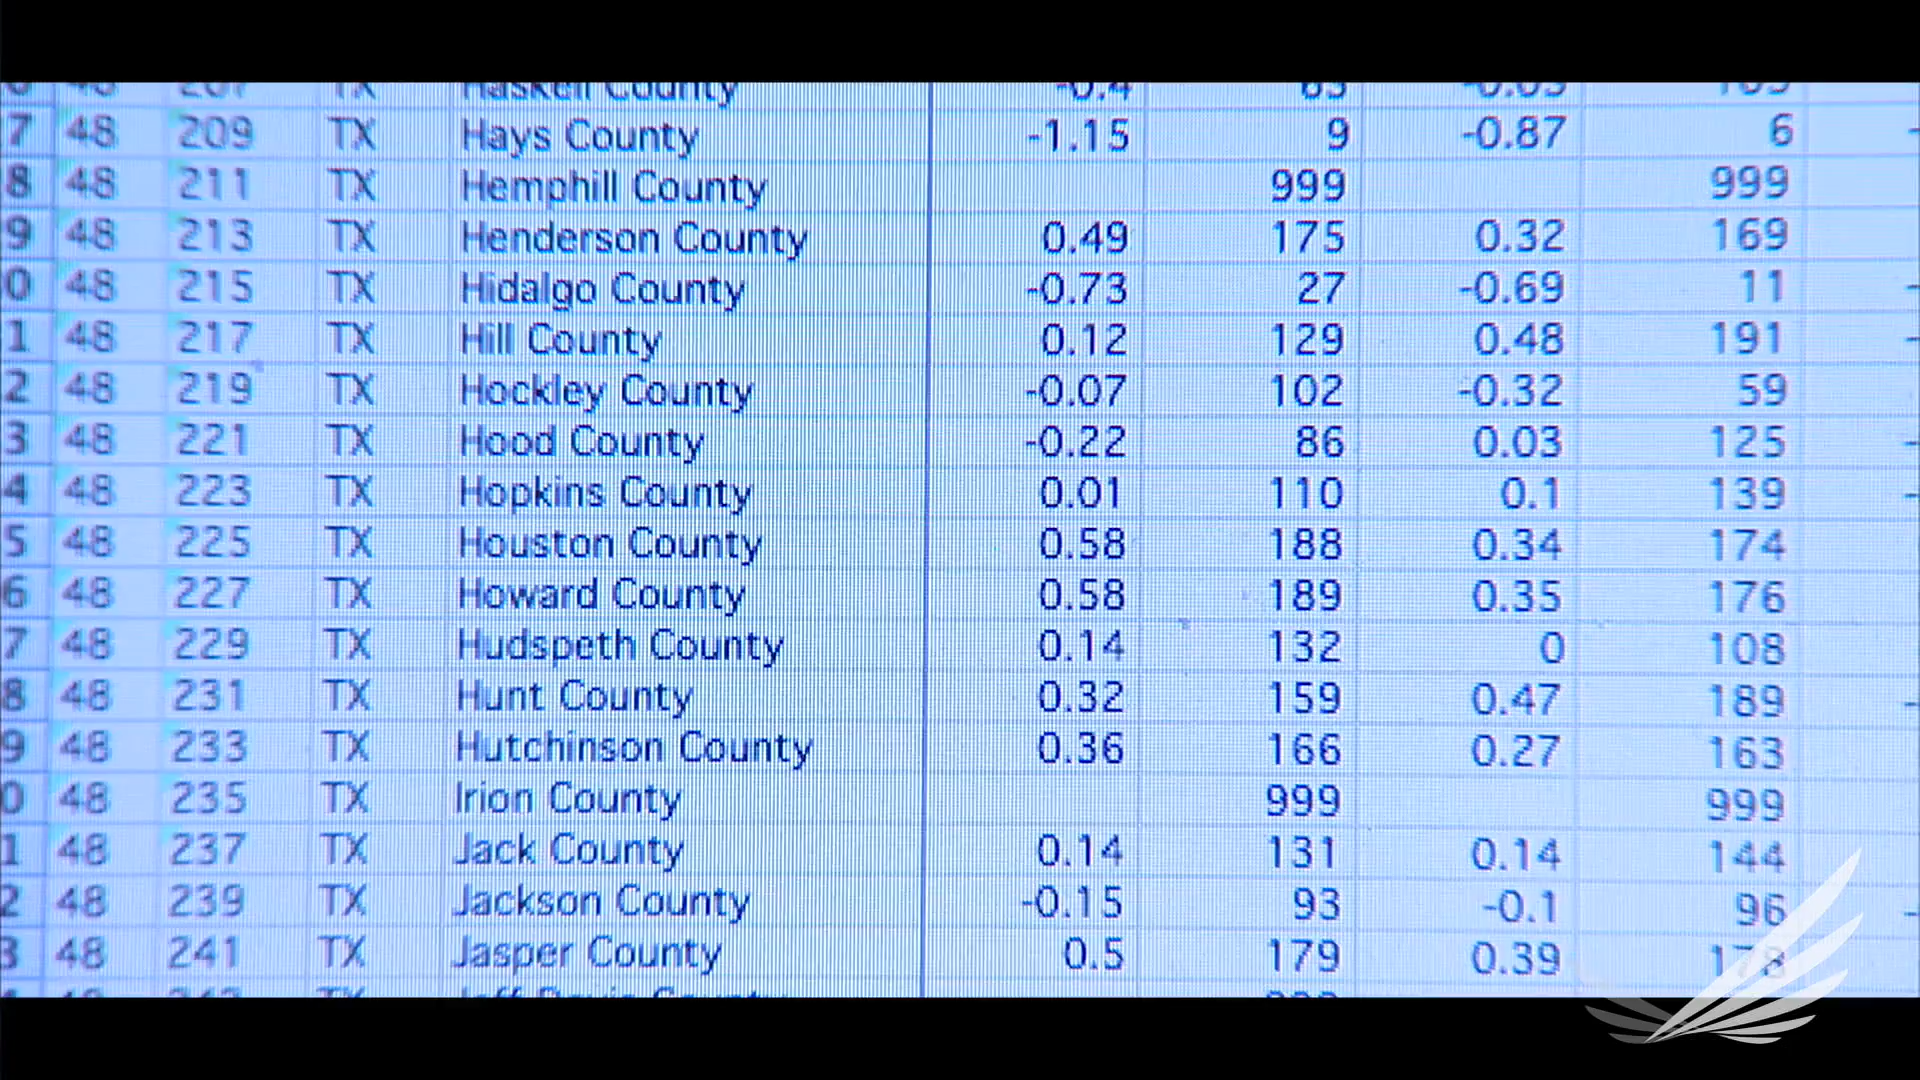 48 207 TX Haskell County -0.4 63 -0.03 105
7 48 209 TX Hays County -1.15 9 -0.87 6 -
8 48 211 TX Hemphill County 999 999
9 48 213 TX Henderson County 0.49 175 0.32 169
0 48 215 TX Hidalgo County -0.73 27 -0.69 11 -
1 48 217 TX Hill County 0.12 129 0.48 191 -
2 48 219 TX Hockley County -0.07 102 -0.32 59
3 48 221 TX Hood County -0.22 86 0.03 125 -
4 48 223 TX Hopkins County 0.01 110 0.1 139 -
5 48 225 TX Houston County 0.58 188 0.34 174
6 48 227 TX Howard County 0.58 189 0.35 176
7 48 229 TX Hudspeth County 0.14 132 0 108
8 48 231 TX Hunt County 0.32 159 0.47 189 -
9 48 233 TX Hutchinson County 0.36 166 0.27 163
0 48 235 TX Irion County 999 999
1 48 237 TX Jack County 0.14 131 0.14 144
2 48 239 TX Jackson County -0.15 93 -0.1 96 -
3 48 241 TX Jasper County 0.5 179 0.39 178
TX Jeff Davis County